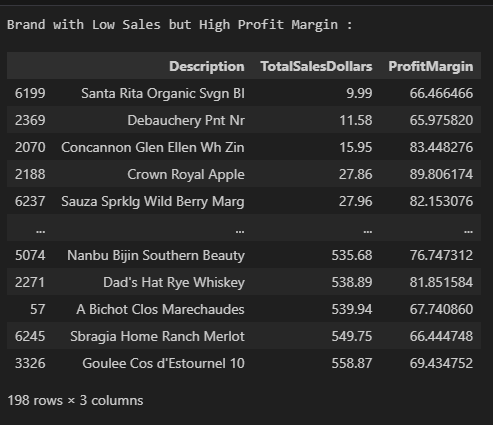 Brand with Low Sales but High Profit Margin :
Description TotalSalesDollars ProfitMargin
6199 Santa Rita Organic Svgn Bl 9.99 66.466466
2369 Debauchery Pnt Nr 11.58 65.975820
2070 Concannon Glen Ellen Wh Zin 15.95 83.448276
2188 Crown Royal Apple 27.86 89.806174
6237 Sauza Sprklg Wild Berry Marg 27.96 82.153076
... ... ... ...
5074 Nanbu Bijin Southern Beauty 535.68 76.747312
2271 Dad's Hat Rye Whiskey 538.89 81.851584
57 A Bichot Clos Marechaudes 539.94 67.740860
6245 Sbragia Home Ranch Merlot 549.75 66.444748
3326 Goulee Cos d'Estournel 10 558.87 69.434752
198 rows × 3 columns